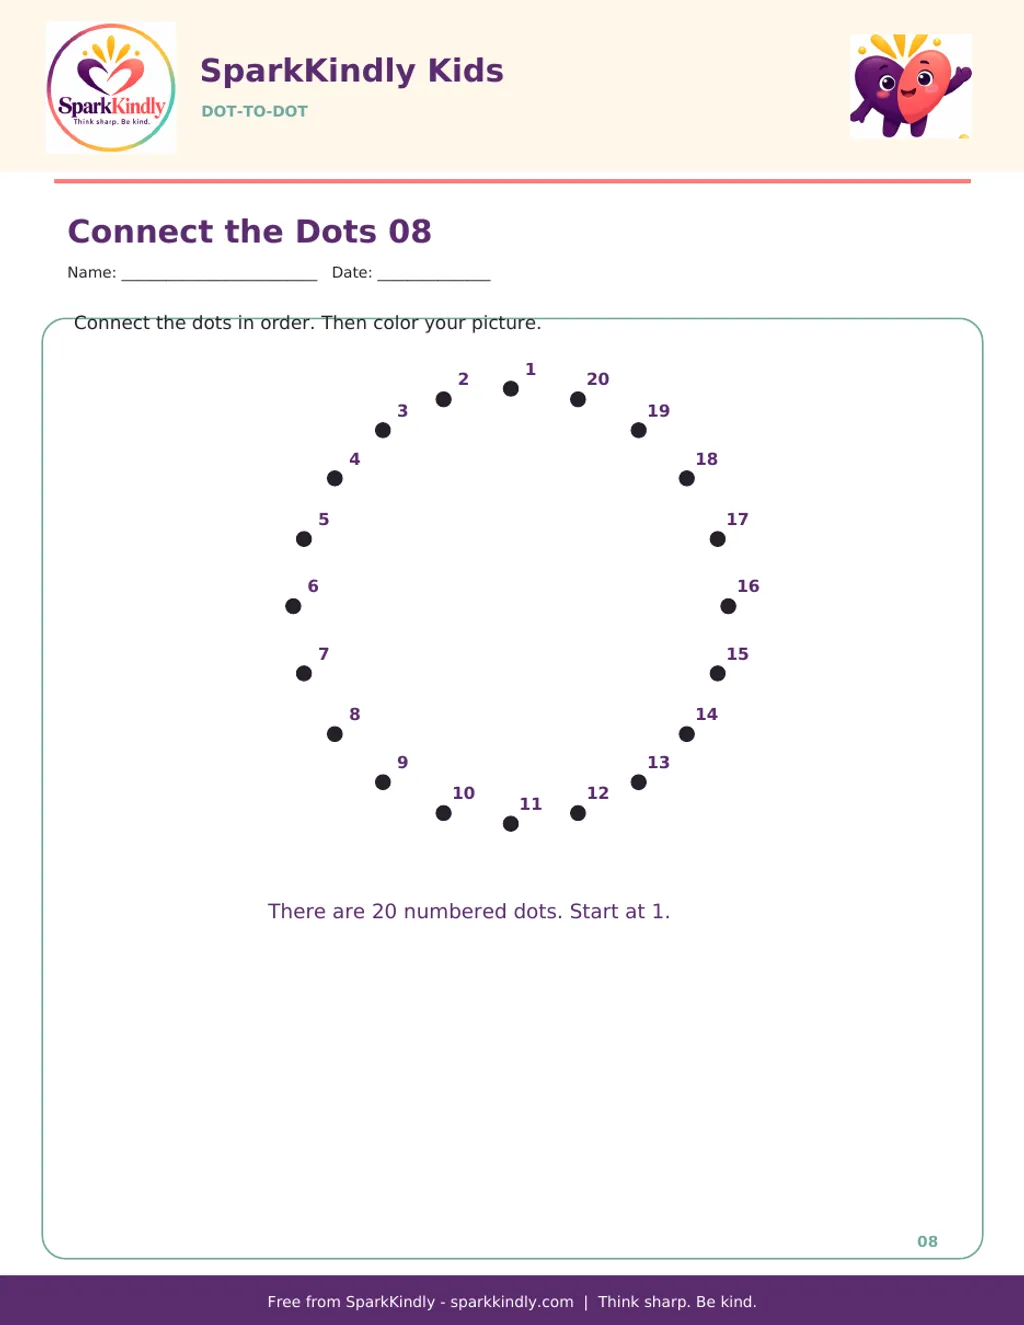 SparkKindly
Think sharp. Be kind.
SparkKindly Kids
DOT-TO-DOT
Connect the Dots 08
Name: __________________________ Date: _______________
Connect the dots in order. Then color your picture.
1
2
20
3
19
4
18
5
17
6
16
7
15
8
14
9
13
10
12
11
There are 20 numbered dots. Start at 1.
08
Free from SparkKindly - sparkkindly.com | Think sharp. Be kind.